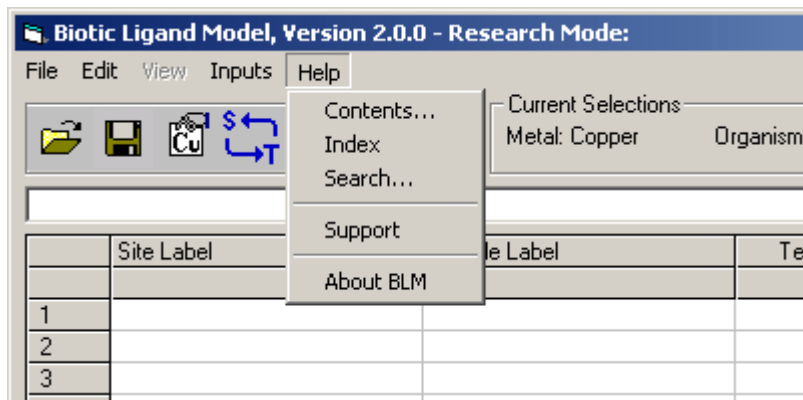 Biotic Ligand Model, Version 2.0.0 - Research Mode:
File Edit View Inputs Help
Contents...
Index
Search...
Support
About BLM
Cu
S
T
Current Selections
Metal: Copper Organism
Site Label le Label Te
1
2
3